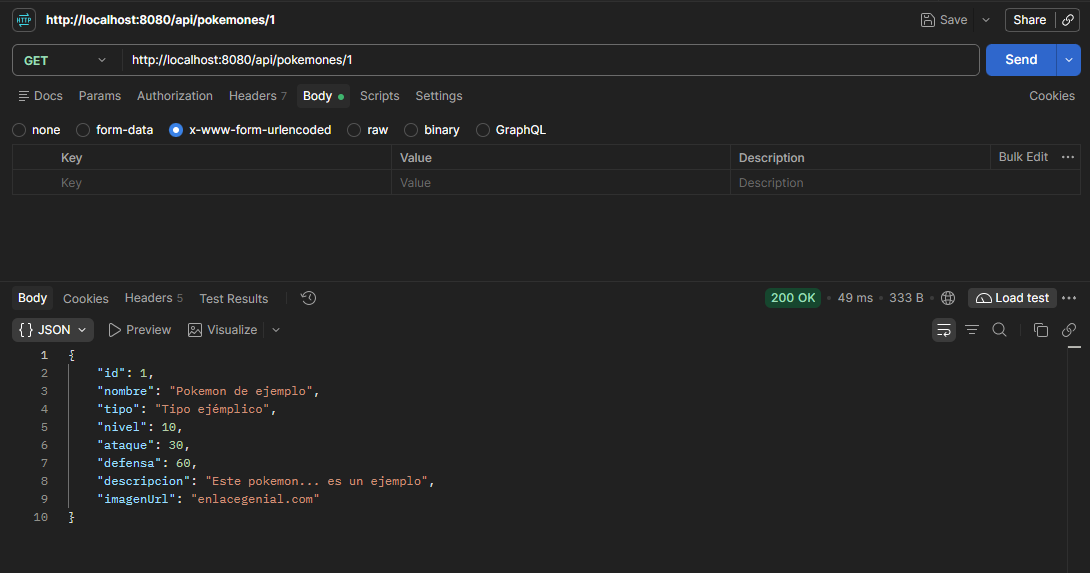 HTTP http://localhost:8080/api/pokemones/1 Save Share
GET http://localhost:8080/api/pokemones/1 Send
Docs Params Authorization Headers 7 Body Scripts Settings Cookies
none form-data x-www-form-urlencoded raw binary GraphQL
Key Value Description Bulk Edit
Key Value Description
Body Cookies Headers 5 Test Results 200 OK 49 ms 333 B Load test
{} JSON Preview Visualize
1 {
2 "id": 1,
3 "nombre": "Pokemon de ejemplo",
4 "tipo": "Tipo ejémplico",
5 "nivel": 10,
6 "ataque": 30,
7 "defensa": 60,
8 "descripcion": "Este pokemon... es un ejemplo",
9 "imagenUrl": "enlacegenial.com"
10 }